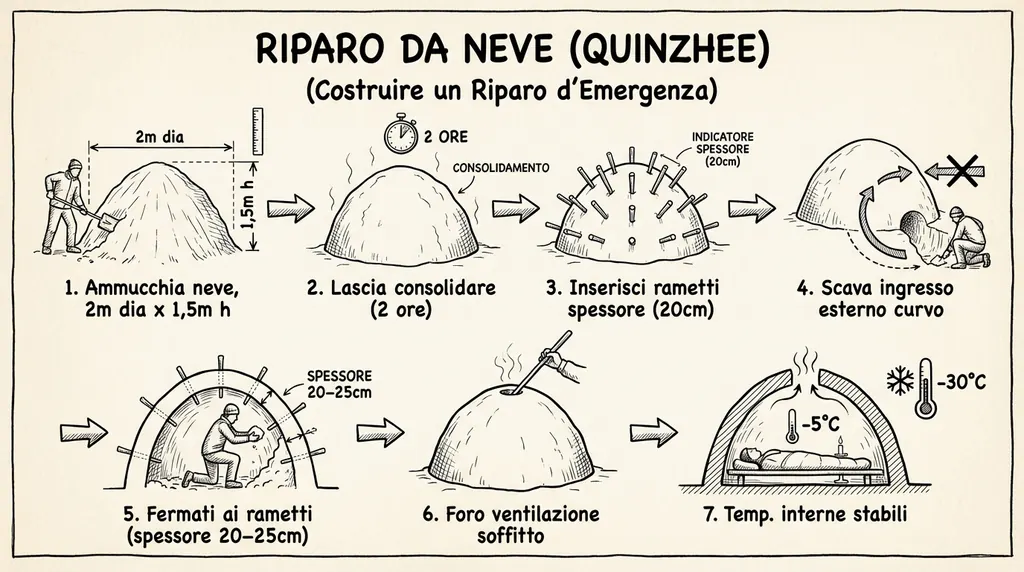 RIPARO DA NEVE (QUINZHEE)
(Costruire un Riparo d'Emergenza)
2m dia
1,5m h
1. Ammucchia neve,
2m dia x 1,5m h
2 ORE
CONSOLIDAMENTO
2. Lascia consolidare
(2 ore)
INDICATORE
SPESSORE
(20cm)
3. Inserisci rametti
spessore (20cm)
4. Scava ingresso
esterno curvo
SPESSORE
20–25cm
5. Fermati ai rametti
(spessore 20–25cm)
6. Foro ventilazione
soffitto
-5°C
-30°C
7. Temp. interne stabili